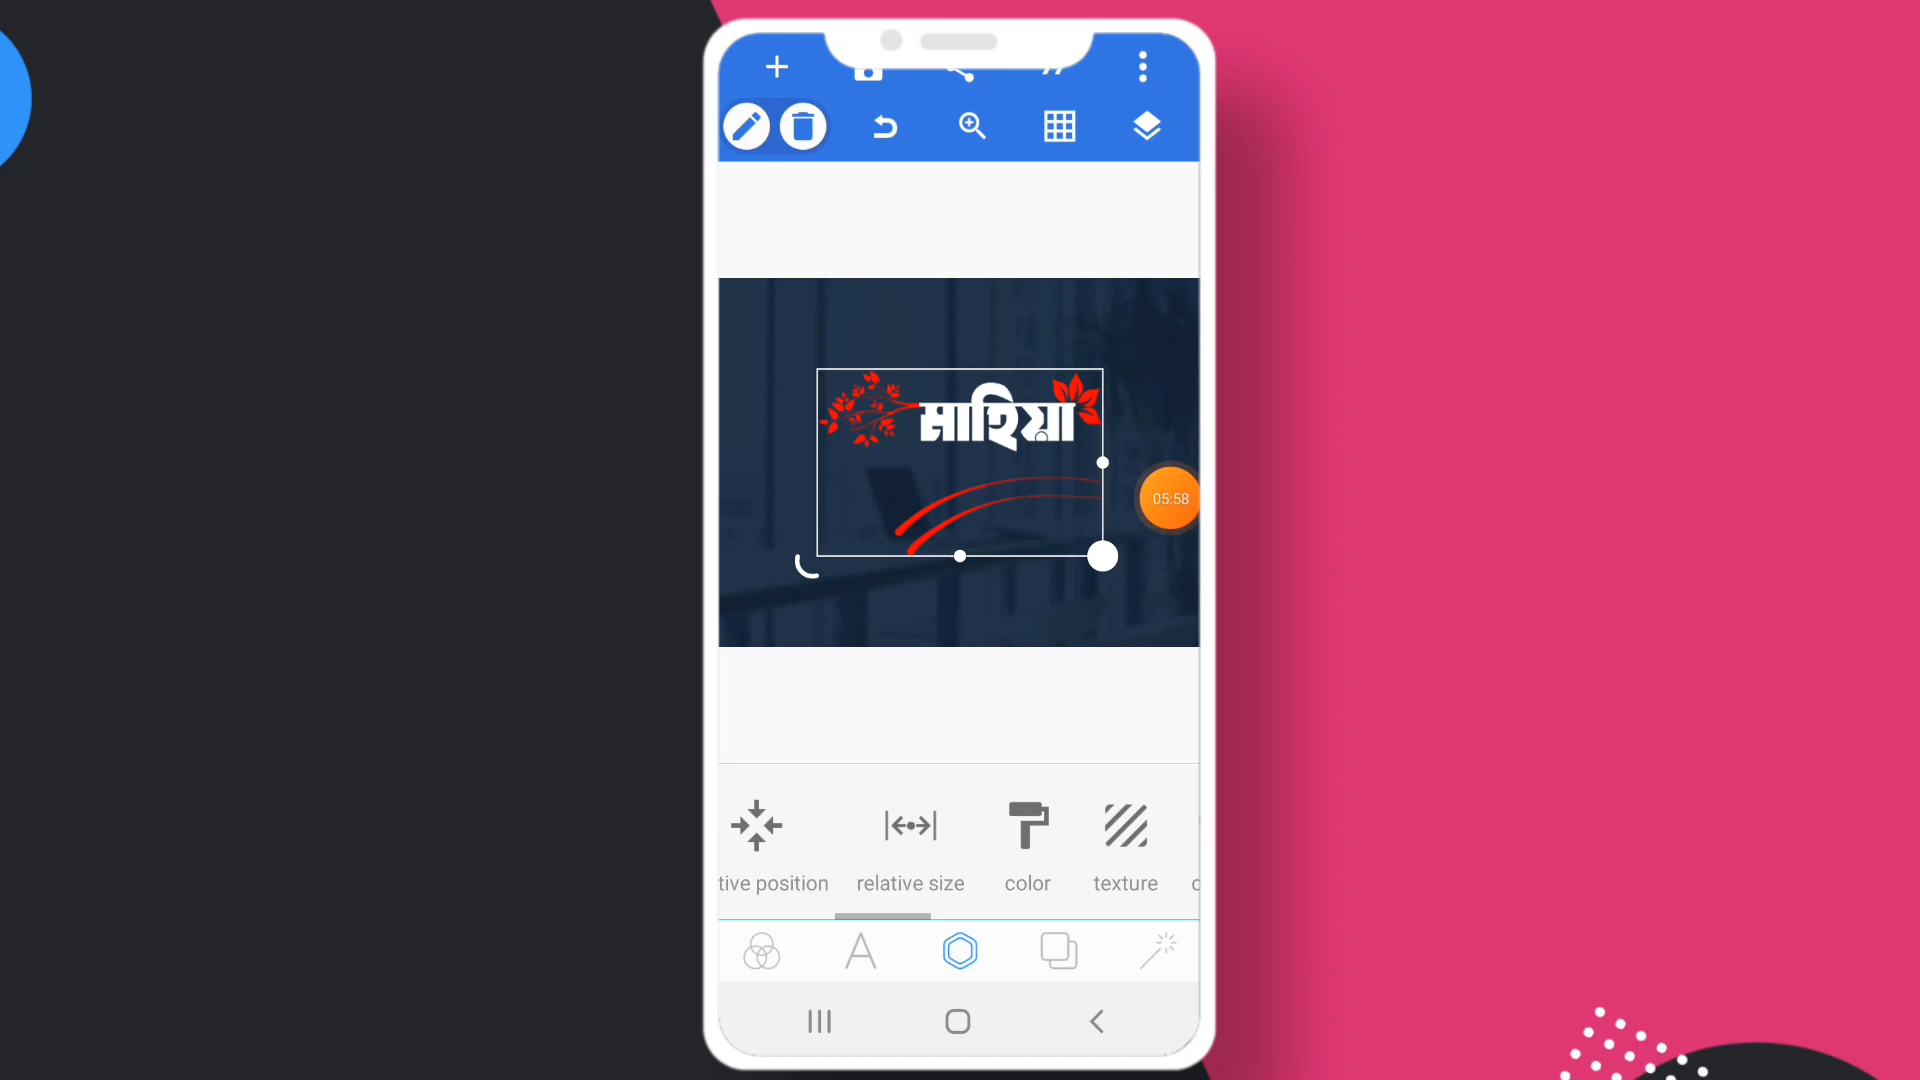 মাহিয়া
05:58
tive position
relative size
color
texture